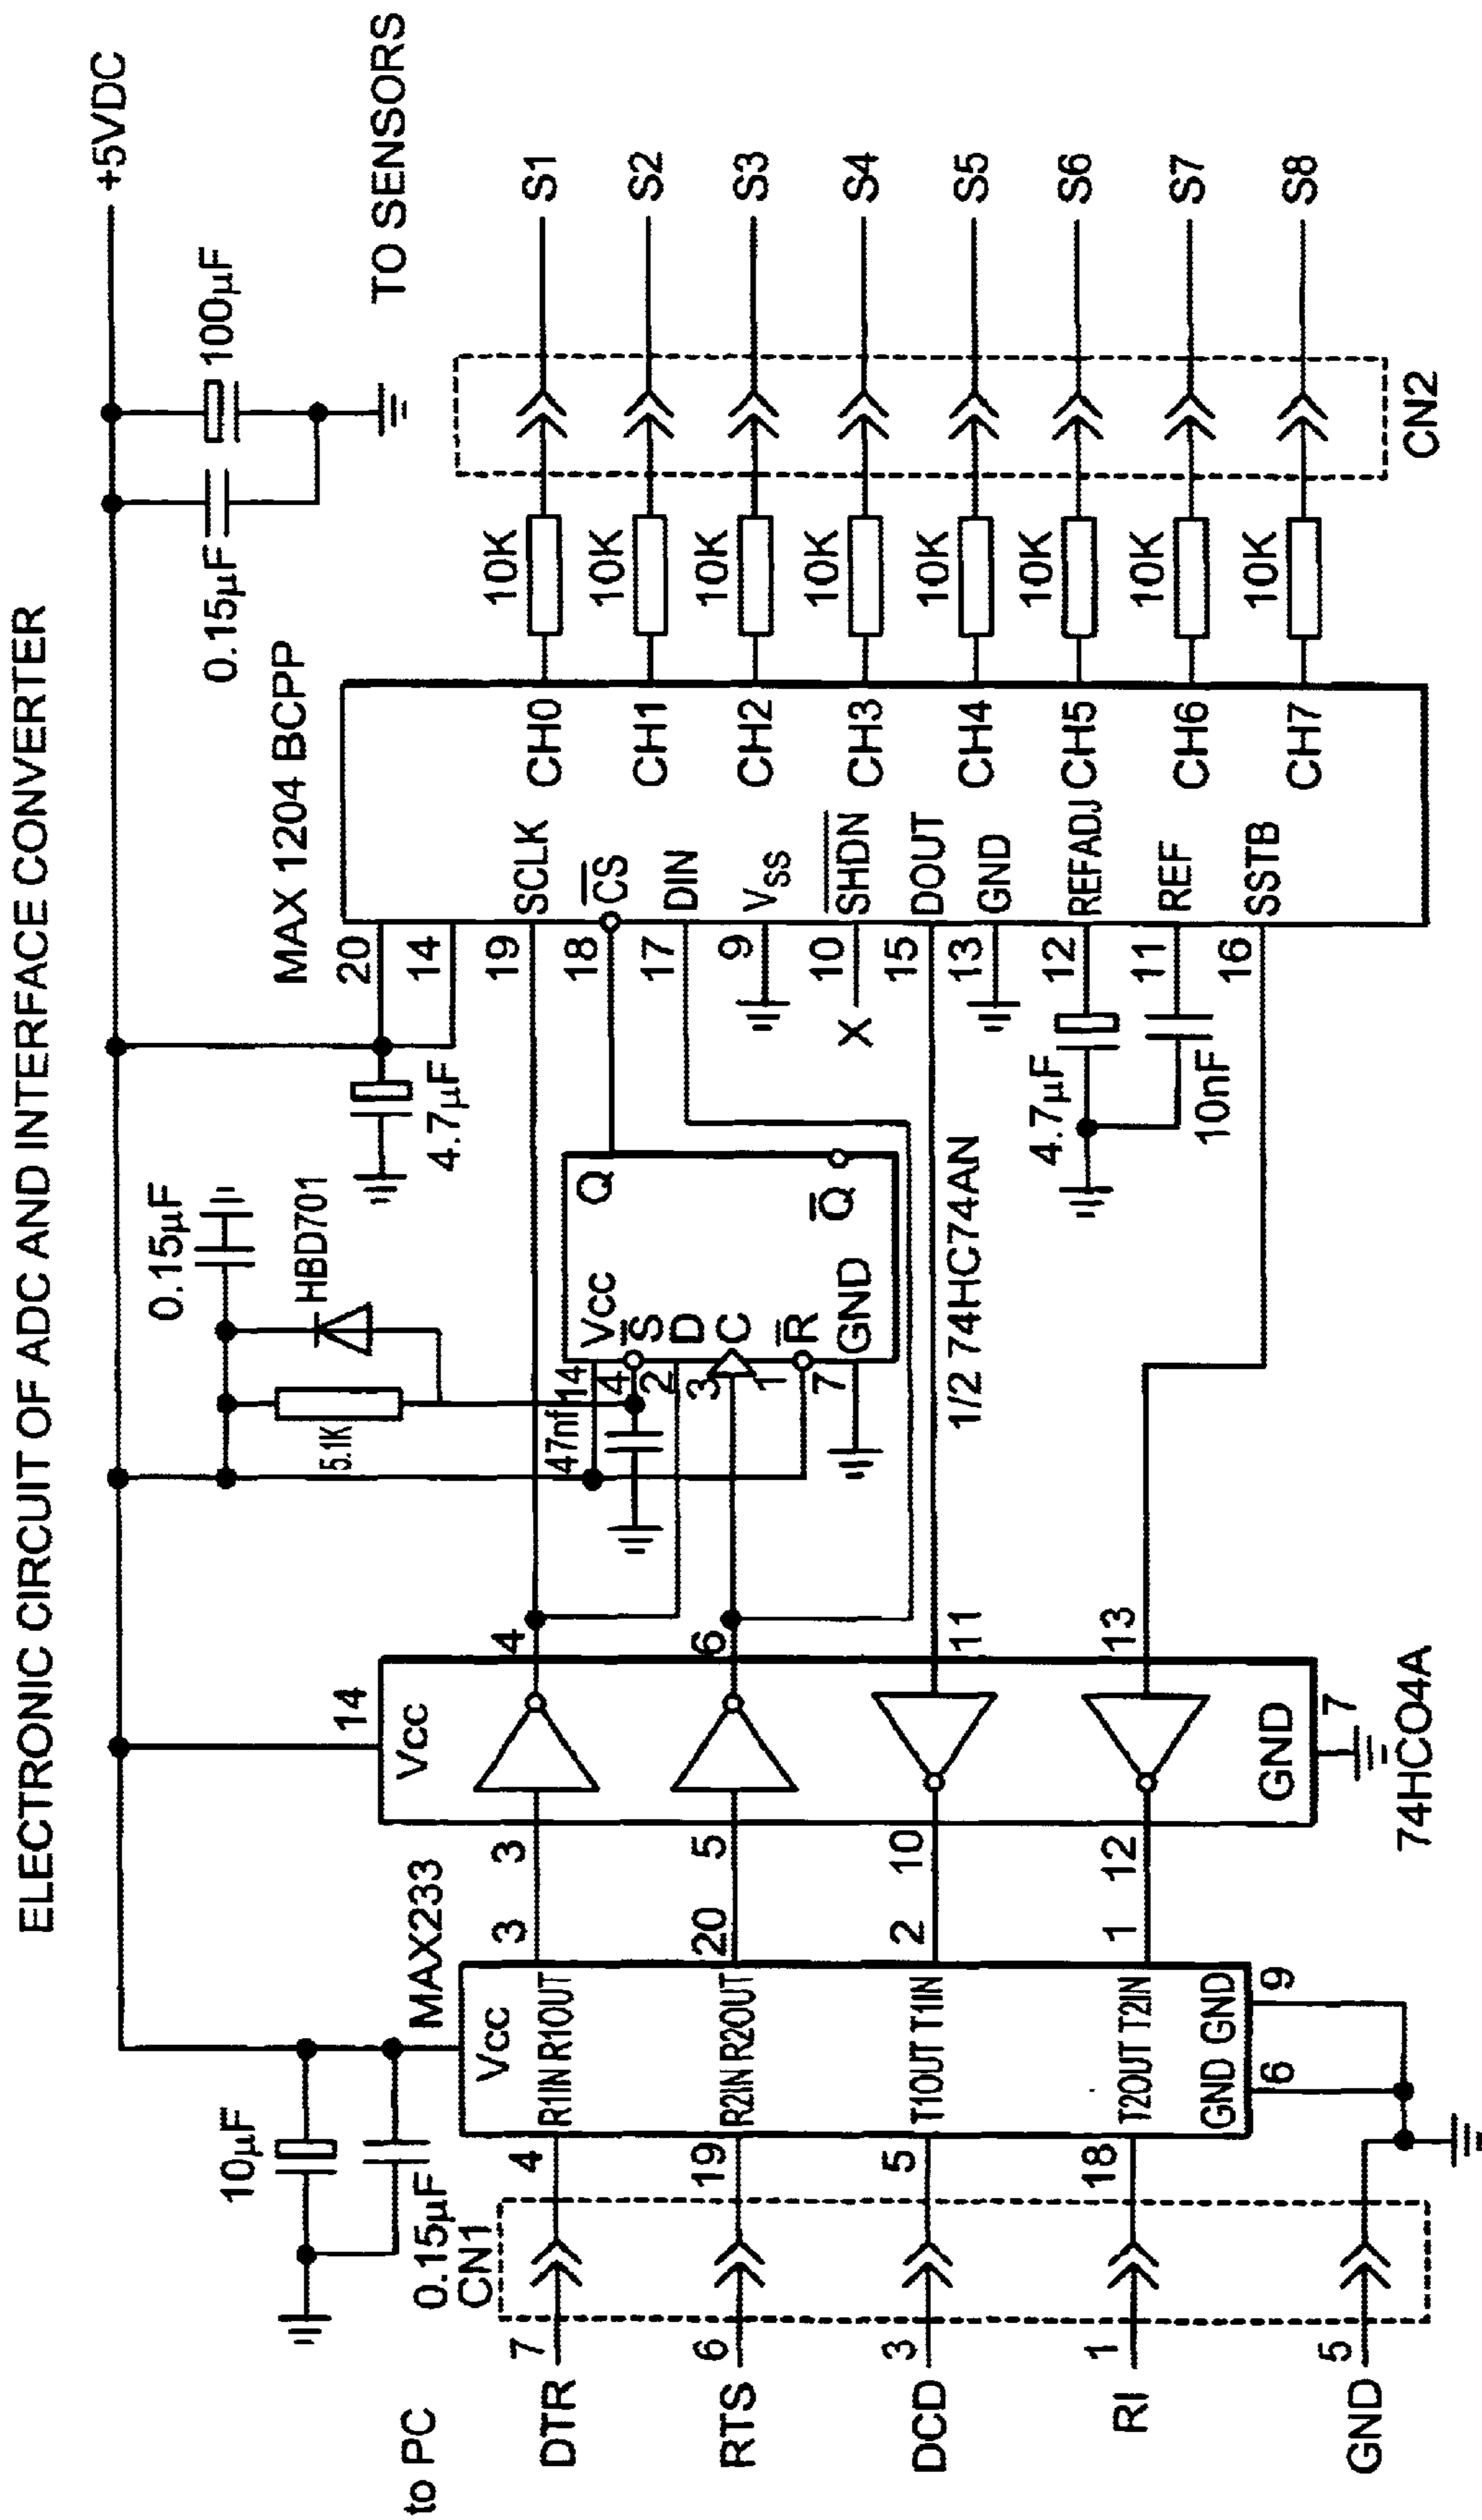 ELECTRONIC CIRCUIT OF ADC AND INTERFACE CONVERTER
+5VDC
100µF
0.15µF
TO SENSORS
0.15µF
HBD701
5.1K
47nf
MAX 1204 BCPP
20
14
4.7µF
19 SCLK
18 CS
17 DIN
9 VSS
10 SHDN
X
15 DOUT
13 GND
12 REFADJ
11 REF
16 SSTB
4.7µF
10nF
CH0 10K S1
CH1 10K S2
CH2 10K S3
CH3 10K S4
CH4 10K S5
CH5 10K S6
CH6 10K S7
CH7 10K S8
CN2
14 Vcc Q
4 S
2 D
3 C
1 R Q
7 GND
1/2 74HC74AN
14
Vcc
3 4
5 6
10 11
12 13
GND
7
74HCO4A
10µF
0.15µF
MAX233
Vcc
4 R1IN R1OUT 3
19 R2IN R2OUT 20
5 T1OUT T1IN 2
18 T2OUT T2IN 1
GND GND
6 9
CN1
to PC
DTR 7
RTS 6
DCD 3
RI 1
GND 5